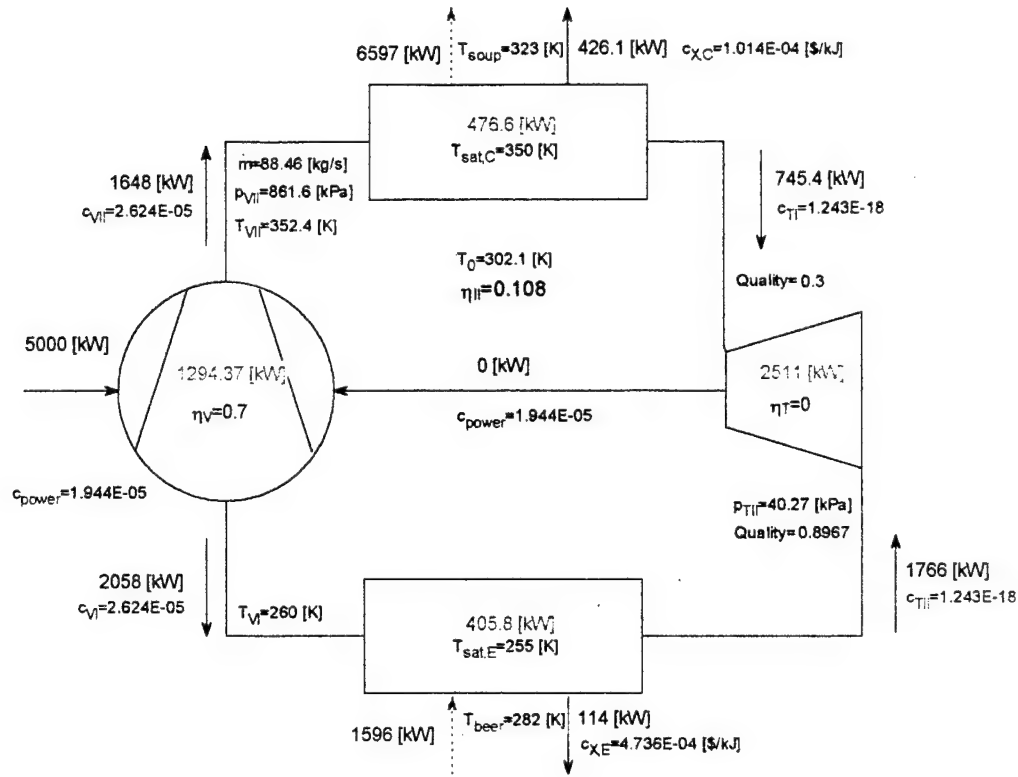 6597 [kW]
T_soup=323 [K]
426.1 [kW]
c_X,C=1.014E-04 [$/kJ]
476.6 [kW]
T_sat,C=350 [K]
1648 [kW]
c_VII=2.624E-05
ṁ=88.46 [kg/s]
p_VII=861.6 [kPa]
T_VII=352.4 [K]
745.4 [kW]
c_TI=1.243E-18
Quality=0.3
T_0=302.1 [K]
η_II=0.108
5000 [kW]
1294.37 [kW]
η_V=0.7
0 [kW]
c_power=1.944E-05
2511 [kW]
η_T=0
c_power=1.944E-05
p_TII=40.27 [kPa]
Quality=0.8967
2058 [kW]
c_VI=2.624E-05
T_VI=260 [K]
405.8 [kW]
T_sat,E=255 [K]
1766 [kW]
c_TII=1.243E-18
1596 [kW]
T_beer=282 [K]
114 [kW]
c_X,E=4.736E-04 [$/kJ]